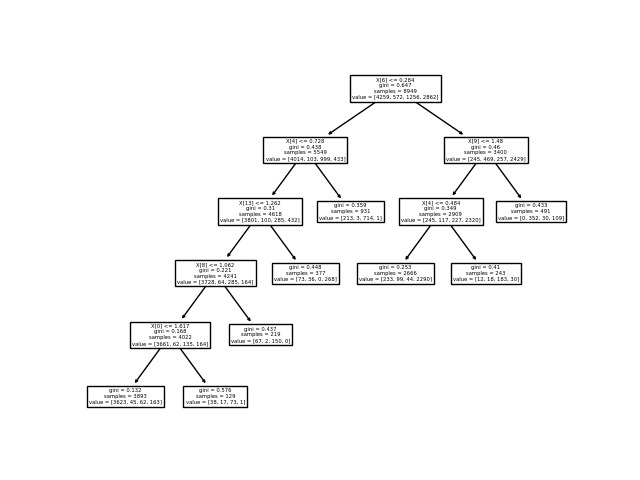 X[6] <= 0.284
gini = 0.647
samples = 8949
value = [4259, 572, 1256, 2862]
X[4] <= 0.728
gini = 0.438
samples = 5549
value = [4014, 103, 999, 433]
X[9] <= 1.48
gini = 0.46
samples = 3400
value = [245, 469, 257, 2429]
X[13] <= 1.262
gini = 0.31
samples = 4618
value = [3801, 100, 285, 432]
gini = 0.359
samples = 931
value = [213, 3, 714, 1]
X[4] <= 0.484
gini = 0.349
samples = 2909
value = [245, 117, 227, 2320]
gini = 0.433
samples = 491
value = [0, 352, 30, 109]
X[8] <= 1.062
gini = 0.221
samples = 4241
value = [3728, 64, 285, 164]
gini = 0.448
samples = 377
value = [73, 36, 0, 268]
gini = 0.253
samples = 2666
value = [233, 99, 44, 2290]
gini = 0.41
samples = 243
value = [12, 18, 183, 30]
X[0] <= 1.617
gini = 0.168
samples = 4022
value = [3661, 62, 135, 164]
gini = 0.437
samples = 219
value = [67, 2, 150, 0]
gini = 0.132
samples = 3893
value = [3623, 45, 62, 163]
gini = 0.576
samples = 129
value = [38, 17, 73, 1]